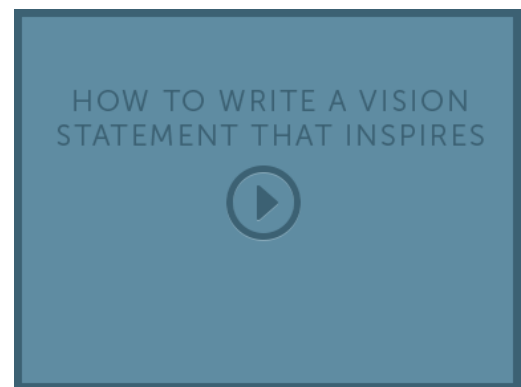 HOW TO WRITE A VISION
STATEMENT THAT INSPIRES